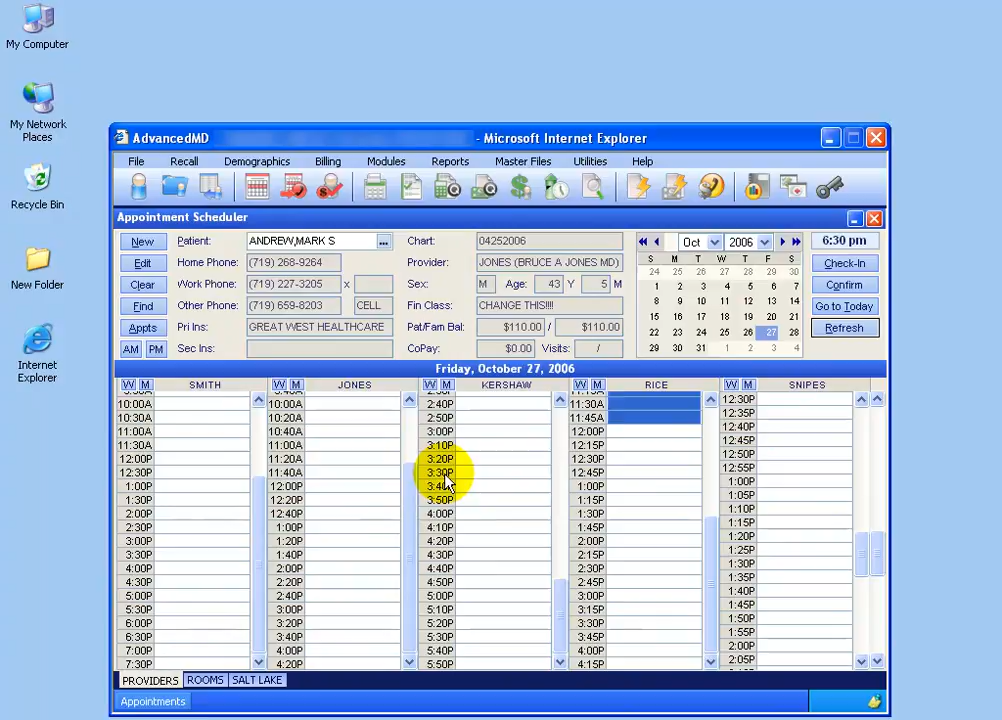 My Computer
My Network
Places
Recycle Bin
New Folder
Internet
Explorer
AdvancedMD - Microsoft Internet Explorer
File Recall Demographics Billing Modules Reports Master Files Utilities Help
Appointment Scheduler
New Patient: ANDREW,MARK S ... Chart: 04252006 Oct 2006 6:30 pm
Edit Home Phone: (719) 268-9264 Provider: JONES (BRUCE A JONES MD) S M T W T F S Check-In
Clear Work Phone: (719) 227-3205 x Sex: M Age: 43 Y 5 M 24 25 26 27 28 29 30 Confirm
1 2 3 4 5 6 7
Find Other Phone: (719) 659-8203 CELL Fin Class: CHANGE THIS!!!! 8 9 10 11 12 13 14 Go to Today
15 16 17 18 19 20 21
Appts Pri Ins: GREAT WEST HEALTHCARE Pat/Fam Bal: $110.00 / $110.00 22 23 24 25 26 27 28 Refresh
AM PM Sec Ins: CoPay: $0.00 Visits: / 29 30 31 1 2 3 4
Friday, October 27, 2006
W M SMITH W M JONES W M KERSHAW W M RICE W M SNIPES
10:00A 10:00A 2:40P 11:30A 12:30P
10:30A 10:20A 2:50P 11:45A 12:35P
11:00A 10:40A 3:00P 12:00P 12:40P
11:30A 11:00A 3:10P 12:15P 12:45P
12:00P 11:20A 3:20P 12:30P 12:50P
12:30P 11:40A 3:30P 12:45P 12:55P
1:00P 12:00P 3:40P 1:00P 1:00P
1:30P 12:20P 3:50P 1:15P 1:05P
2:00P 12:40P 4:00P 1:30P 1:10P
2:30P 1:00P 4:10P 1:45P 1:15P
3:00P 1:20P 4:20P 2:00P 1:20P
3:30P 1:40P 4:30P 2:15P 1:25P
4:00P 2:00P 4:40P 2:30P 1:30P
4:30P 2:20P 4:50P 2:45P 1:35P
5:00P 2:40P 5:00P 3:00P 1:40P
5:30P 3:00P 5:10P 3:15P 1:45P
6:00P 3:20P 5:20P 3:30P 1:50P
6:30P 3:40P 5:30P 3:45P 1:55P
7:00P 4:00P 5:40P 4:00P 2:00P
7:30P 4:20P 5:50P 4:15P 2:05P
PROVIDERS ROOMS SALT LAKE
Appointments